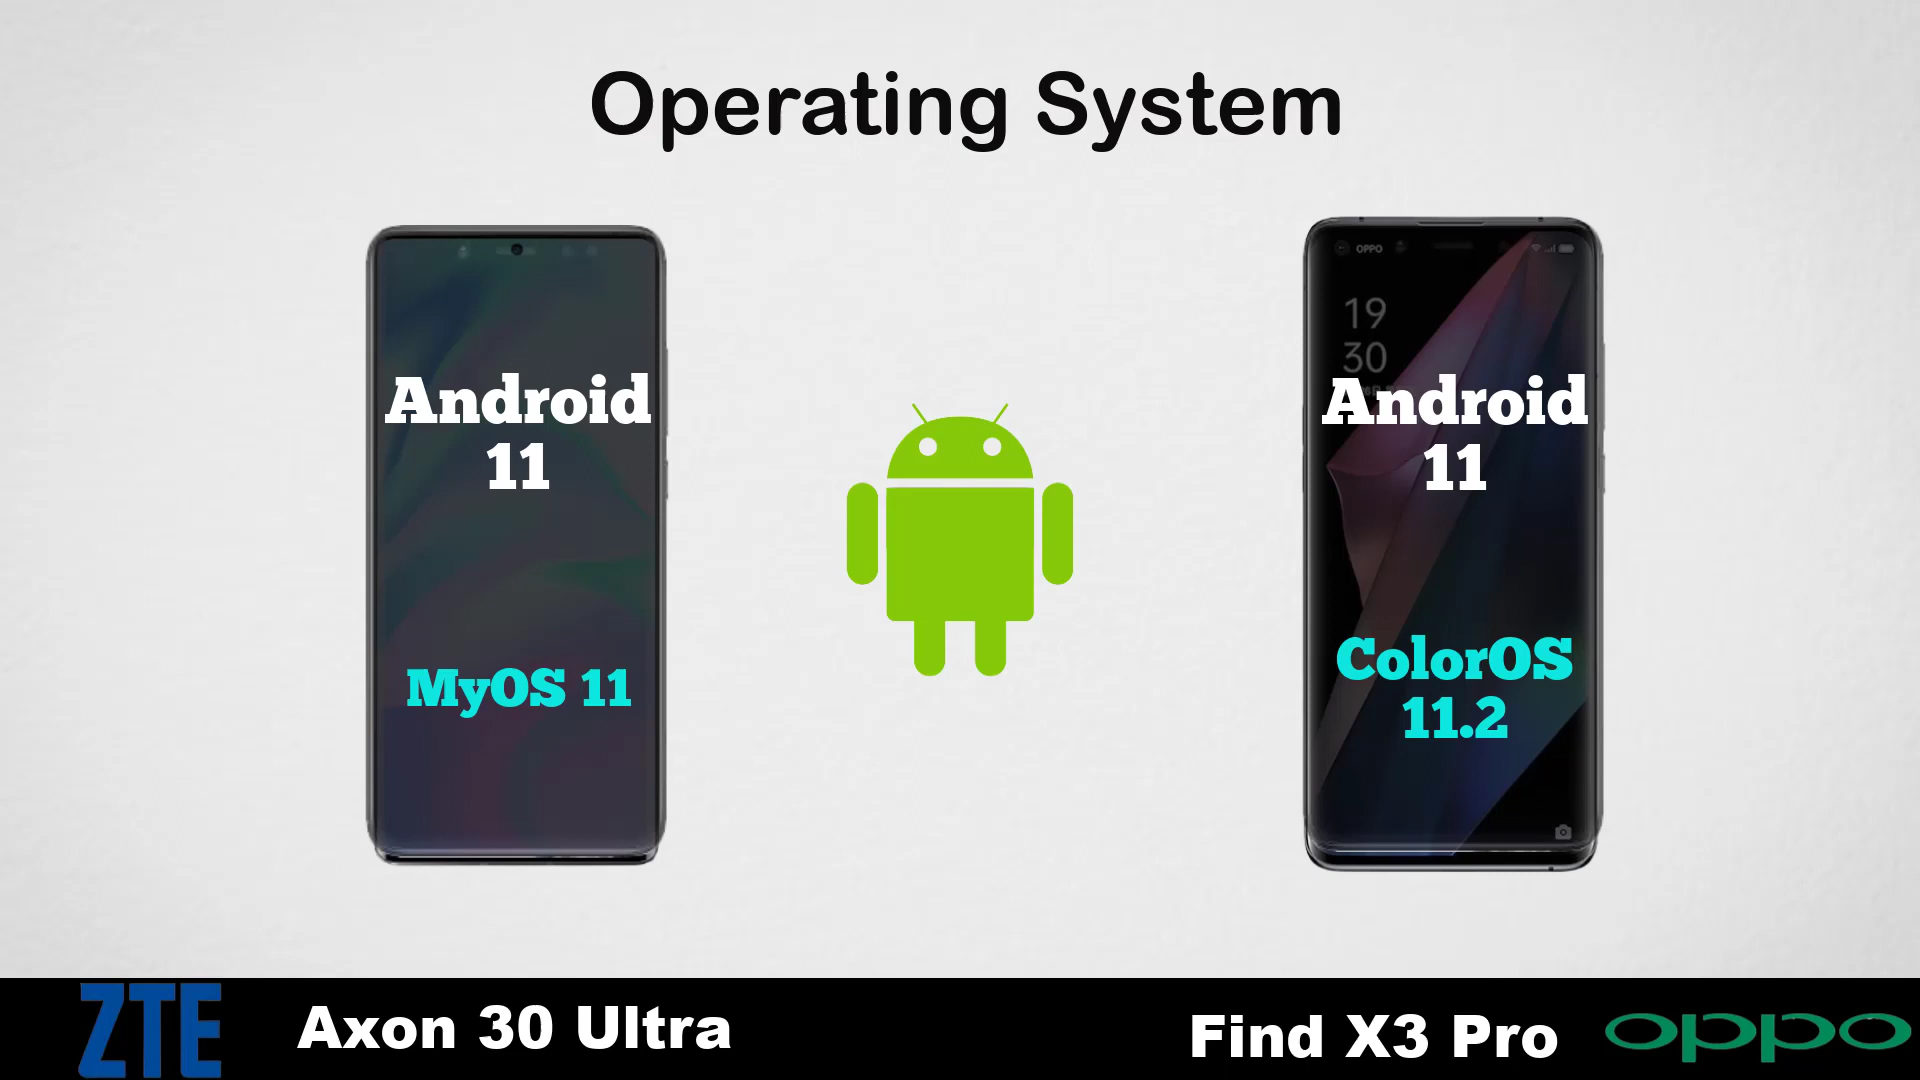 Operating System
OPPO
19
30
Android
11
MyOS 11
Android
11
ColorOS
11.2
ZTE
Axon 30 Ultra
Find X3 Pro
oppo